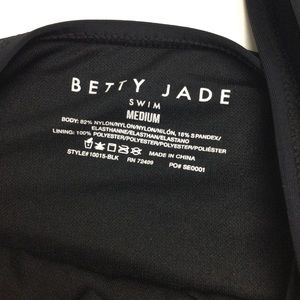 BETTY JADE
SWIM
MEDIUM
BODY: 82% NYLON/NYLON/NILÓN, 18% SPANDEX/
ELASTHANNE/ELASTHAN/ELASTANO
LINING: 100% POLYESTER/POLYESTER/POLIÉSTER
MADE IN CHINA
STYLE# 10015-BLK RN 72409 PO# SE0001